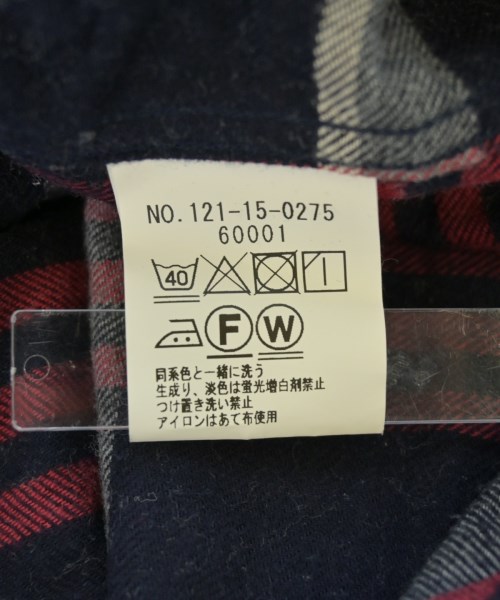 NO.121-15-0275
60001
40
F W
同系色と一緒に洗う
生成り、淡色は蛍光増白剤禁止
つけ置き洗い禁止
アイロンはあて布使用